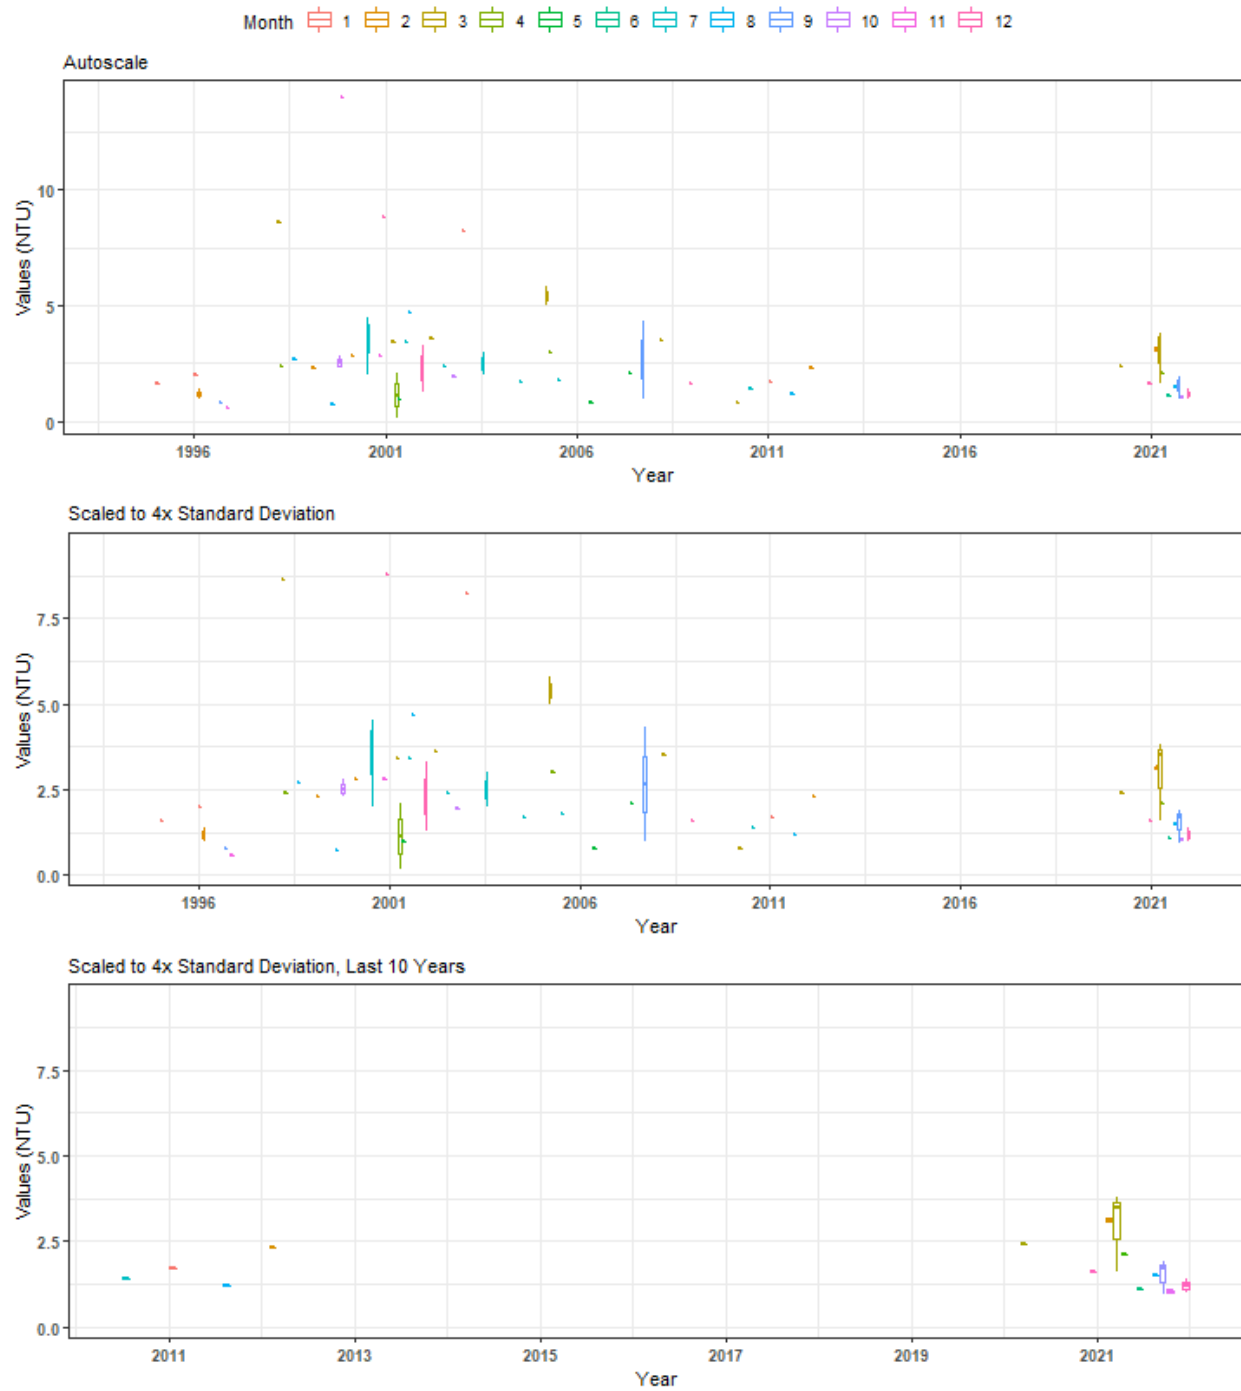 Month 1 2 3 4 5 6 7 8 9 10 11 12
Autoscale
Values (NTU)
10
5
0
1996 2001 2006 2011 2016 2021
Year
Scaled to 4x Standard Deviation
Values (NTU)
7.5
5.0
2.5
0.0
1996 2001 2006 2011 2016 2021
Year
Scaled to 4x Standard Deviation, Last 10 Years
Values (NTU)
7.5
5.0
2.5
0.0
2011 2013 2015 2017 2019 2021
Year